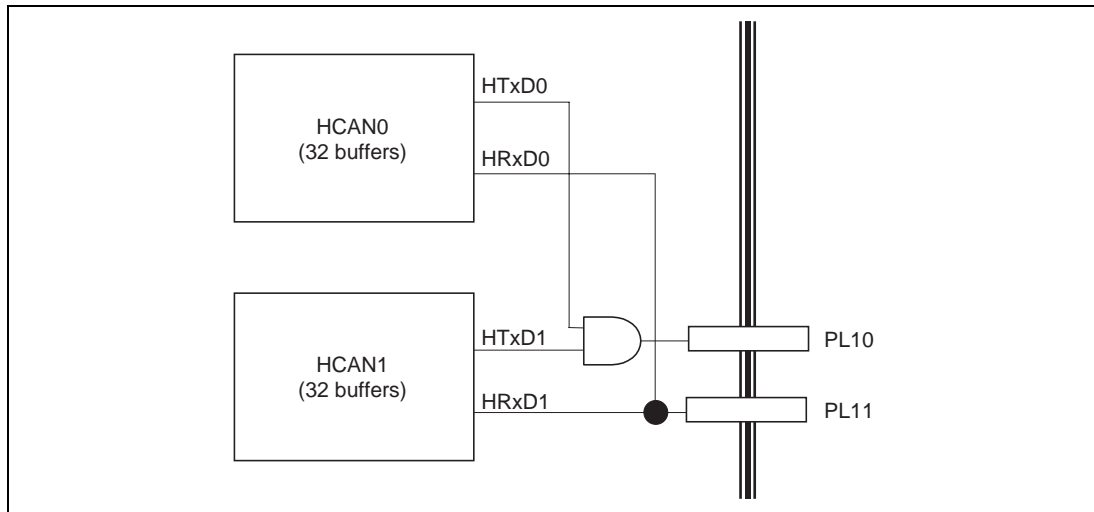 HTxD0
HCAN0
(32 buffers)
HRxD0
HTxD1
PL10
HCAN1
(32 buffers)
HRxD1
PL11